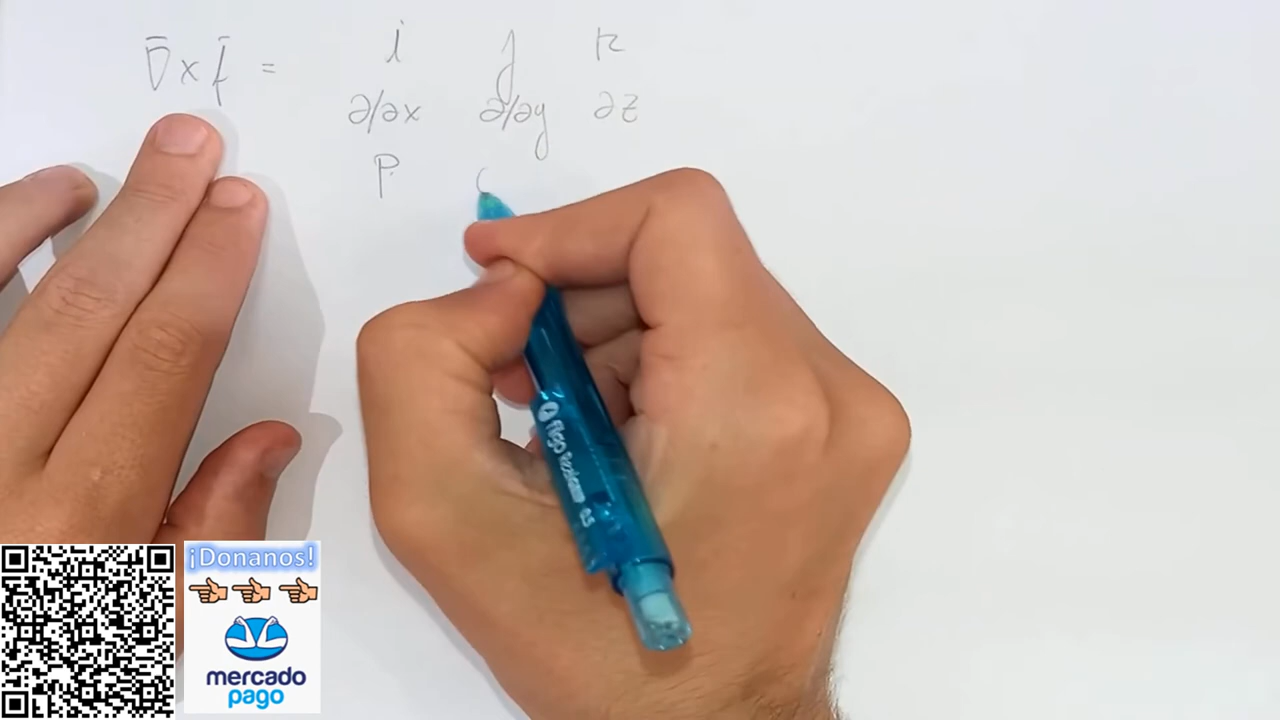 ∇̄ x f̄ = i j k
∂/∂x ∂/∂y ∂z
P
¡Donanos!
mercado
pago